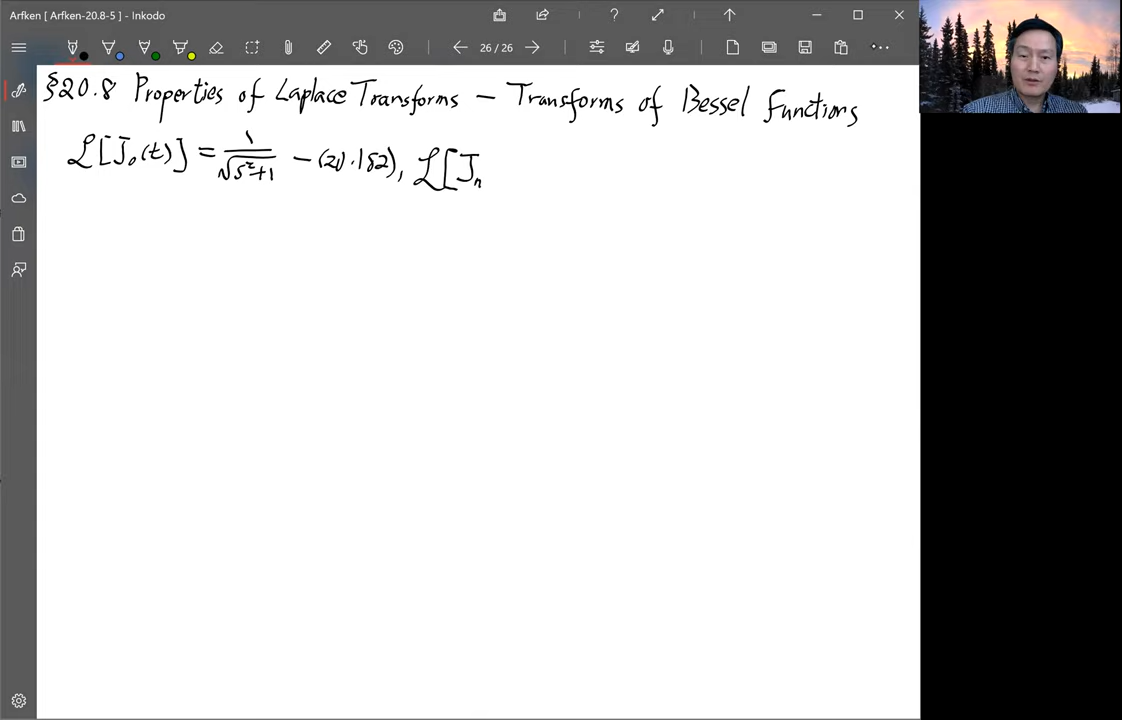 Arfken [ Arfken-20.8-5 ] - Inkodo
26 / 26
§20.8 Properties of Laplace Transforms – Transforms of Bessel Functions
ℒ[J₀(t)] = 1/√(s²+1) – (20.182), ℒ[Jₙ